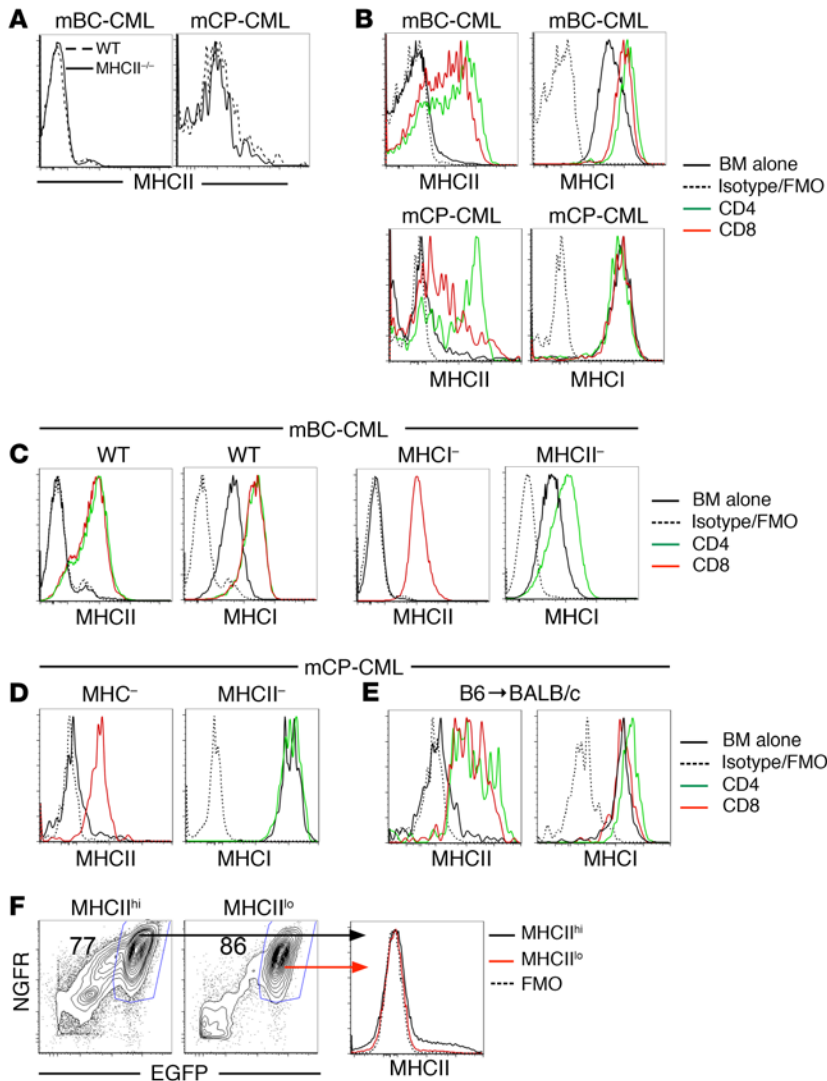 A
mBC-CML
mCP-CML
WT
MHCII⁻/⁻
MHCII
B
mBC-CML
mBC-CML
MHCII
MHCI
mCP-CML
mCP-CML
MHCII
MHCI
BM alone
Isotype/FMO
CD4
CD8
mBC-CML
C
WT
WT
MHCI⁻
MHCII⁻
MHCII
MHCI
MHCII
MHCI
BM alone
Isotype/FMO
CD4
CD8
mCP-CML
D
MHC⁻
MHCII⁻
MHCII
MHCI
E
B6→BALB/c
MHCII
MHCI
BM alone
Isotype/FMO
CD4
CD8
F
MHCIIʰⁱ
MHCIIˡᵒ
77
86
NGFR
EGFP
MHCII
MHCIIʰⁱ
MHCIIˡᵒ
FMO